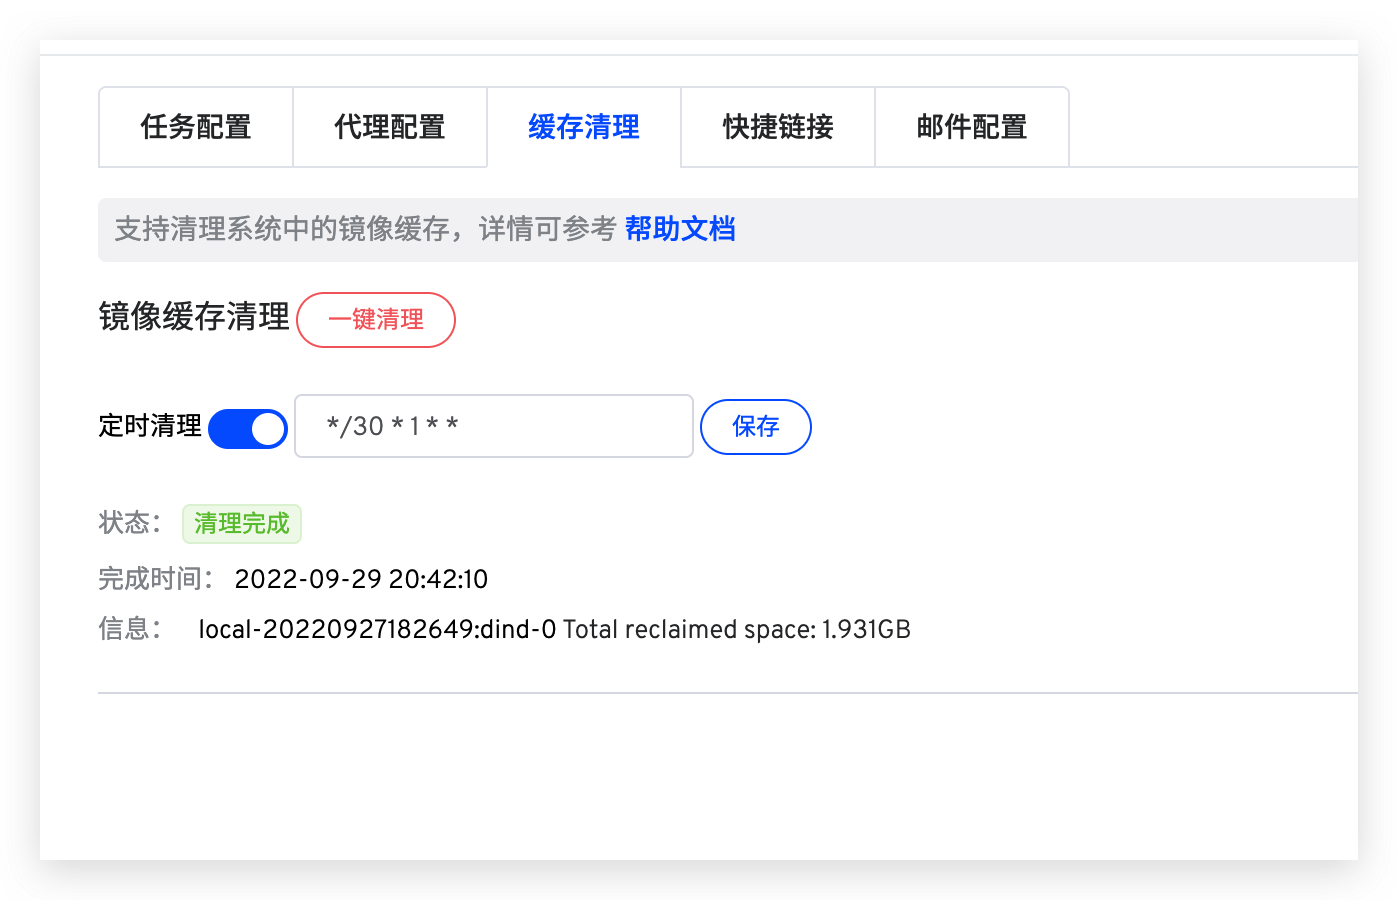 任务配置 代理配置 缓存清理 快捷链接 邮件配置
支持清理系统中的镜像缓存，详情可参考 帮助文档
镜像缓存清理 一键清理
定时清理 */30 * 1 * * 保存
状态： 清理完成
完成时间： 2022-09-29 20:42:10
信息： local-20220927182649:dind-0 Total reclaimed space: 1.931GB